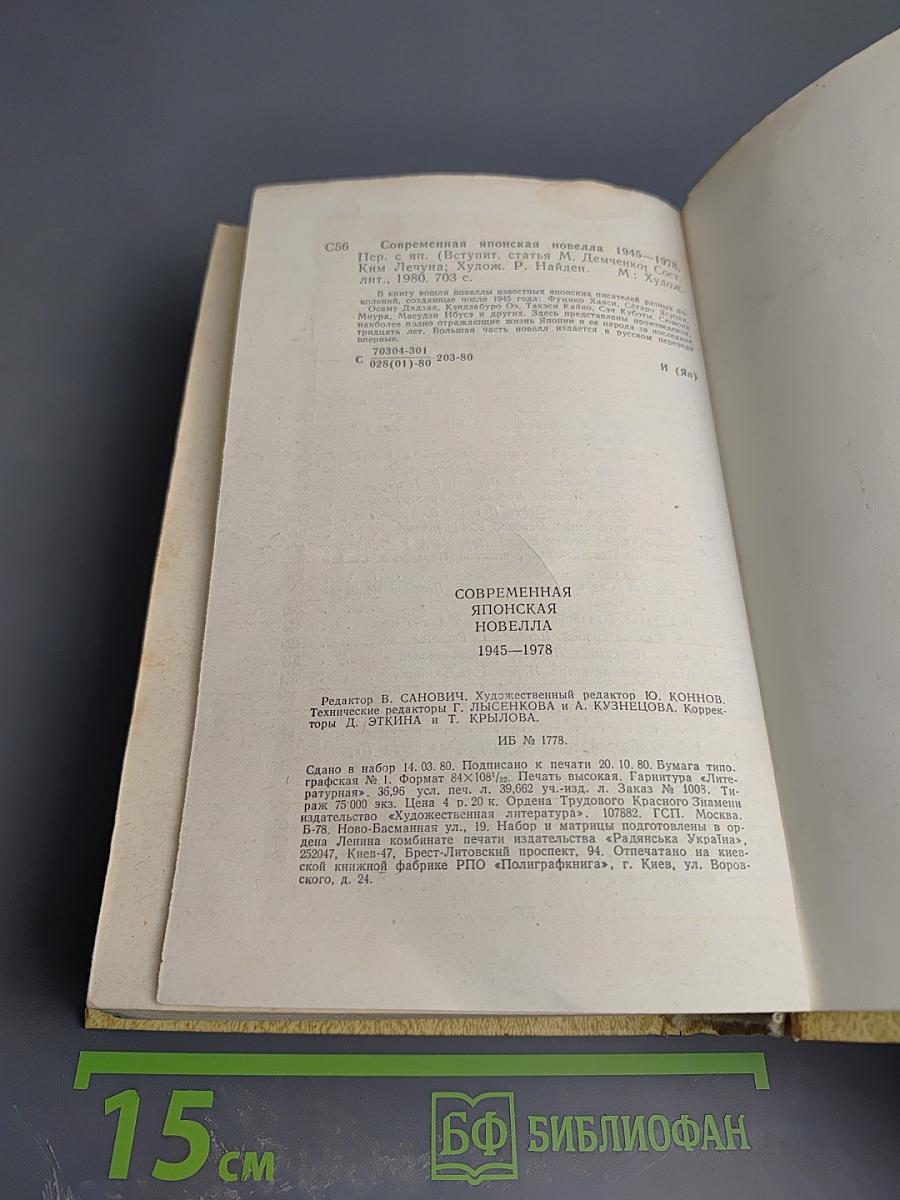 С56 Современная японская новелла 1945—1978.
Пер. с яп. (Вступит. статья М. Демченко; Сост.
Ким Лечуна; Худож. Р. Найден. М.: Худож.
лит., 1980. 703 с.
В книгу вошли новеллы известных японских писателей разных по-
колений, созданные после 1945 года: Фумико Хаяси, Сётаро Ясуока,
Осаму Дадзая, Кэндзабуро Оэ, Такэси Кайко, Сэй Куботы, Сюмона
Миура, Масудзи Ибусэ и других. Здесь представлены произведения,
наиболее полно отражающие жизнь Японии и ее народа за последние
тридцать лет. Большая часть новелл издается в русском переводе
впервые.
С 70304-301
028(01)-80 203-80
И (Яп)
СОВРЕМЕННАЯ
ЯПОНСКАЯ
НОВЕЛЛА
1945—1978
Редактор В. САНОВИЧ. Художественный редактор Ю. КОННОВ.
Технические редакторы Г. ЛЫСЕНКОВА и А. КУЗНЕЦОВА. Коррек-
торы Д. ЭТКИНА и Т. КРЫЛОВА.
ИБ № 1778.
Сдано в набор 14. 03. 80. Подписано к печати 20. 10. 80. Бумага типо-
графская № 1. Формат 84×108¹/₃₂. Печать высокая. Гарнитура «Лите-
ратурная». 36,96 усл. печ. л. 39,662 уч.-изд. л. Заказ № 1003. Ти-
раж 75 000 экз. Цена 4 р. 20 к. Ордена Трудового Красного Знамени
издательство «Художественная литература». 107882. ГСП. Москва.
Б-78. Ново-Басманная ул., 19. Набор и матрицы подготовлены в ор-
дена Ленина комбинате печати издательства «Радянська Україна»,
252047, Киев-47, Брест-Литовский проспект, 94. Отпечатано на киев-
ской книжной фабрике РПО «Полиграфкнига», г. Киев, ул. Воров-
ского, д. 24.
15 см БФ БИБЛИОФАН